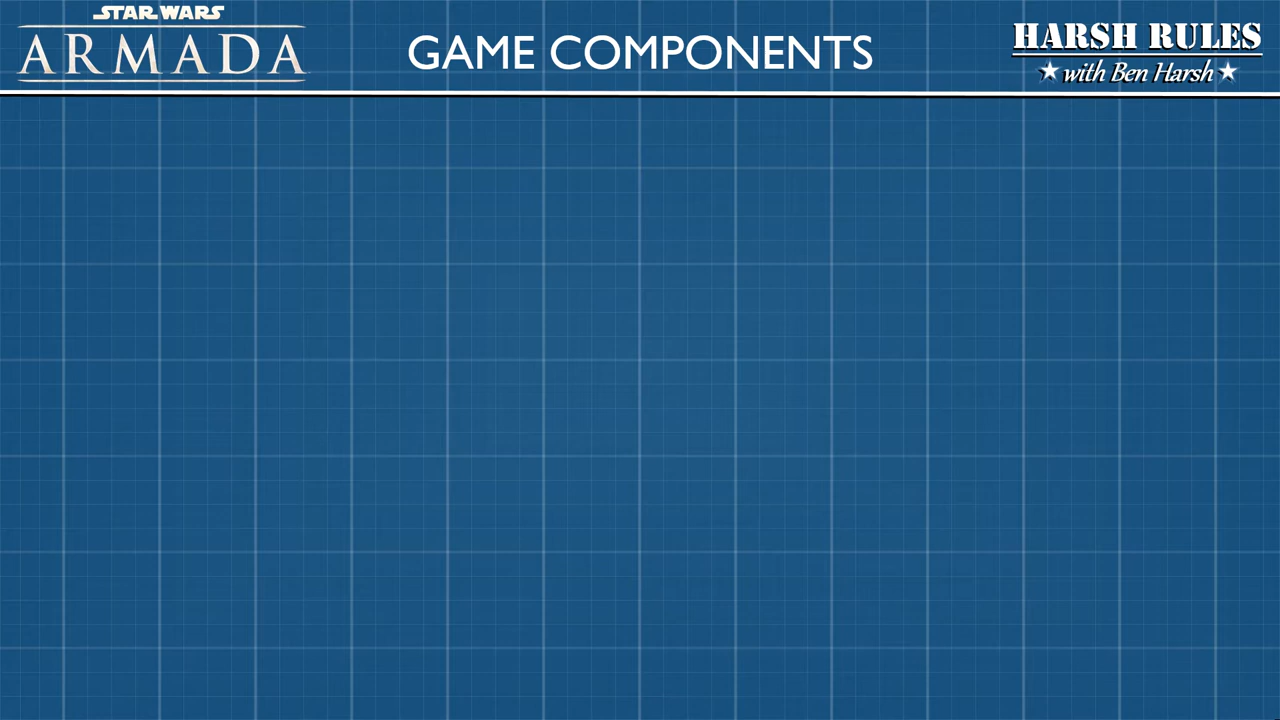 STAR WARS
ARMADA
GAME COMPONENTS
HARSH RULES
with Ben Harsh